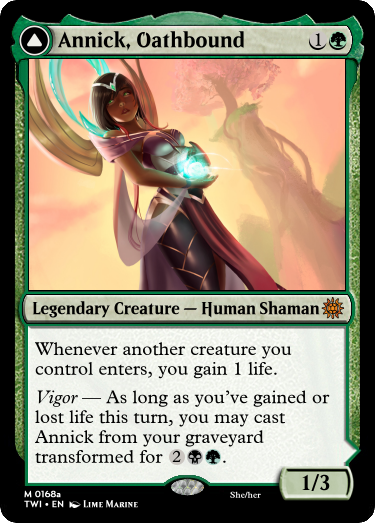 Annick, Oathbound 1
Legendary Creature — Human Shaman
Whenever another creature you
control enters, you gain 1 life.
Vigor — As long as you've gained or
lost life this turn, you may cast
Annick from your graveyard
transformed for 2.
1/3
M 0168a
TWI • EN Lime Marine
She/her